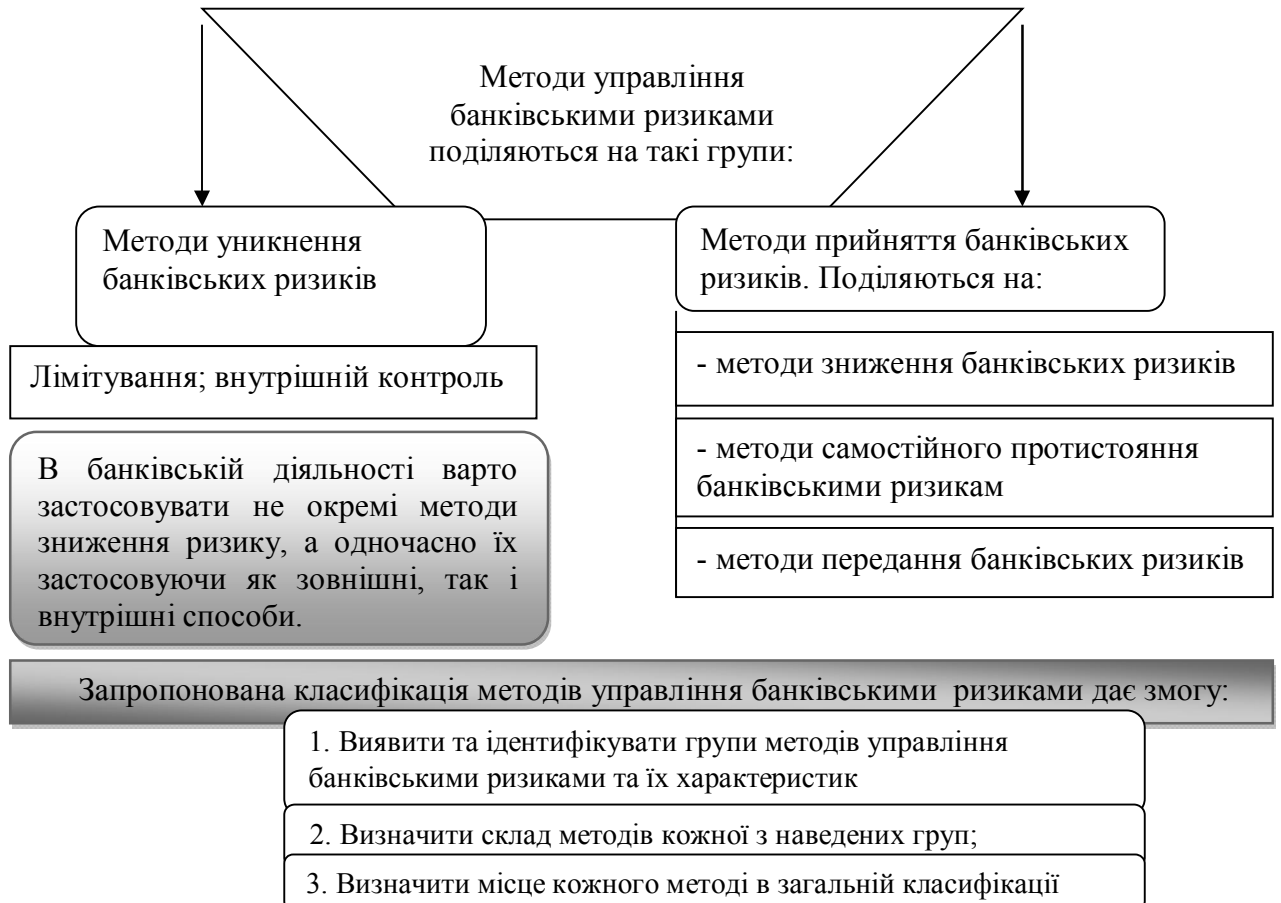 Методи управління
банківськими ризиками
поділяються на такі групи:
Методи уникнення
банківських ризиків
Лімітування; внутрішній контроль
В банківській діяльності варто
застосовувати не окремі методи
зниження ризику, а одночасно їх
застосовуючи як зовнішні, так і
внутрішні способи.
Методи прийняття банківських
ризиків. Поділяються на:
- методи зниження банківських ризиків
- методи самостійного протистояння
банківськими ризикам
- методи передання банківських ризиків
Запропонована класифікація методів управління банківськими ризиками дає змогу:
1. Виявити та ідентифікувати групи методів управління
банківськими ризиками та їх характеристик
2. Визначити склад методів кожної з наведених груп;
3. Визначити місце кожного методі в загальній класифікації